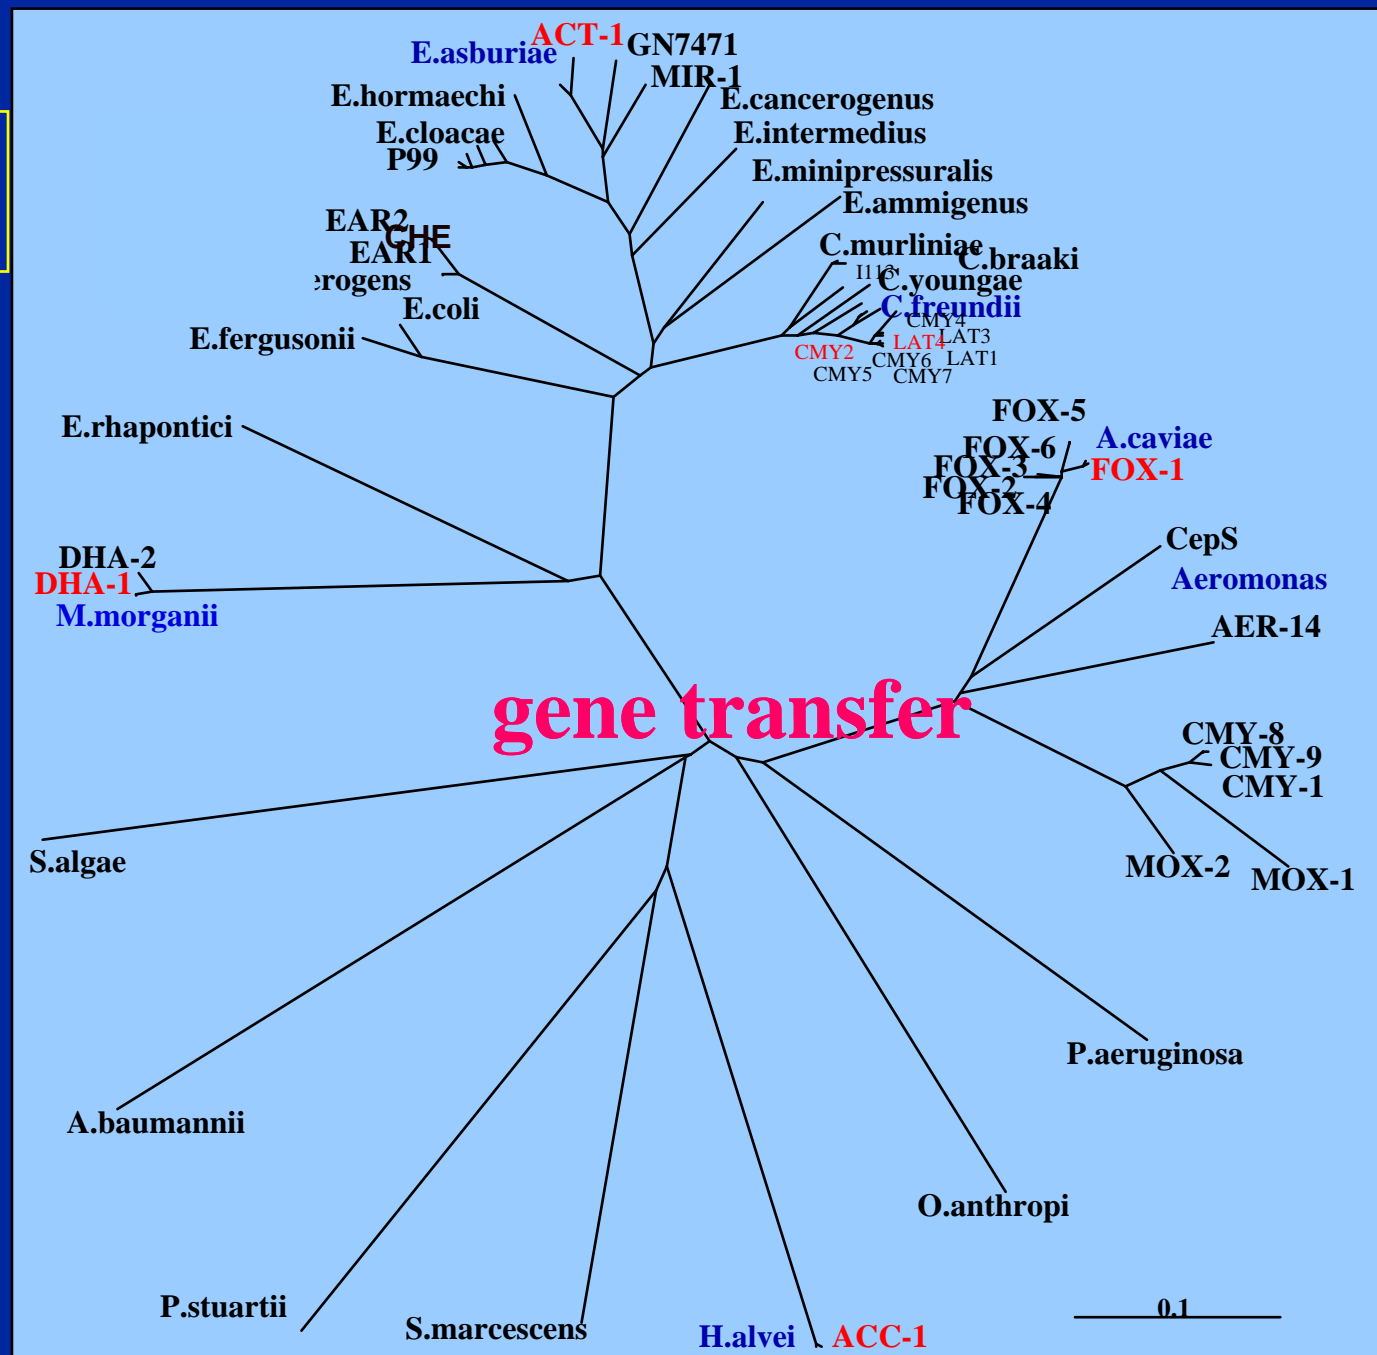 ACT-1
GN7471
E.asburiae
MIR-1
E.hormaechi
E.cancerogenus
E.cloacae
E.intermedius
P99
E.minipressuralis
E.ammigenus
EAR2
CHE
EAR1
C.murliniae
C.braaki
I113
erogens
C.youngae
E.coli
C.freundii
CMY4
E.fergusonii
LAT4
LAT3
CMY2
CMY6
LAT1
CMY5
CMY7
FOX-5
E.rhapontici
A.caviae
FOX-6
FOX-3
FOX-1
FOX-2
FOX-4
CepS
DHA-2
DHA-1
Aeromonas
M.morganii
AER-14
gene transfer
CMY-8
CMY-9
CMY-1
S.algae
MOX-2
MOX-1
P.aeruginosa
A.baumannii
O.anthropi
P.stuartii
0.1
S.marcescens
H.alvei
ACC-1